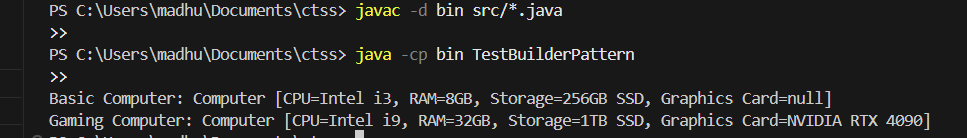 PS C:\Users\madhu\Documents\ctss> javac -d bin src/*.java
>>
PS C:\Users\madhu\Documents\ctss> java -cp bin TestBuilderPattern
>>
Basic Computer: Computer [CPU=Intel i3, RAM=8GB, Storage=256GB SSD, Graphics Card=null]
Gaming Computer: Computer [CPU=Intel i9, RAM=32GB, Storage=1TB SSD, Graphics Card=NVIDIA RTX 4090]